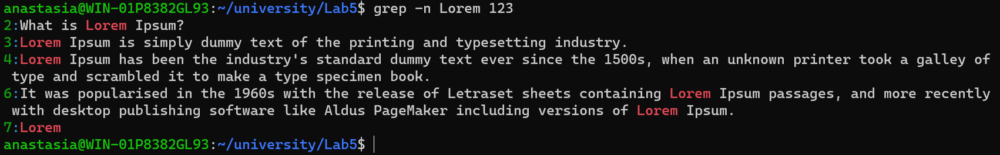 anastasia@WIN-01P8382GL93:~/university/Lab5$ grep -n Lorem 123
2:What is Lorem Ipsum?
3:Lorem Ipsum is simply dummy text of the printing and typesetting industry.
4:Lorem Ipsum has been the industry's standard dummy text ever since the 1500s, when an unknown printer took a galley of
 type and scrambled it to make a type specimen book.
6:It was popularised in the 1960s with the release of Letraset sheets containing Lorem Ipsum passages, and more recently
 with desktop publishing software like Aldus PageMaker including versions of Lorem Ipsum.
7:Lorem
anastasia@WIN-01P8382GL93:~/university/Lab5$